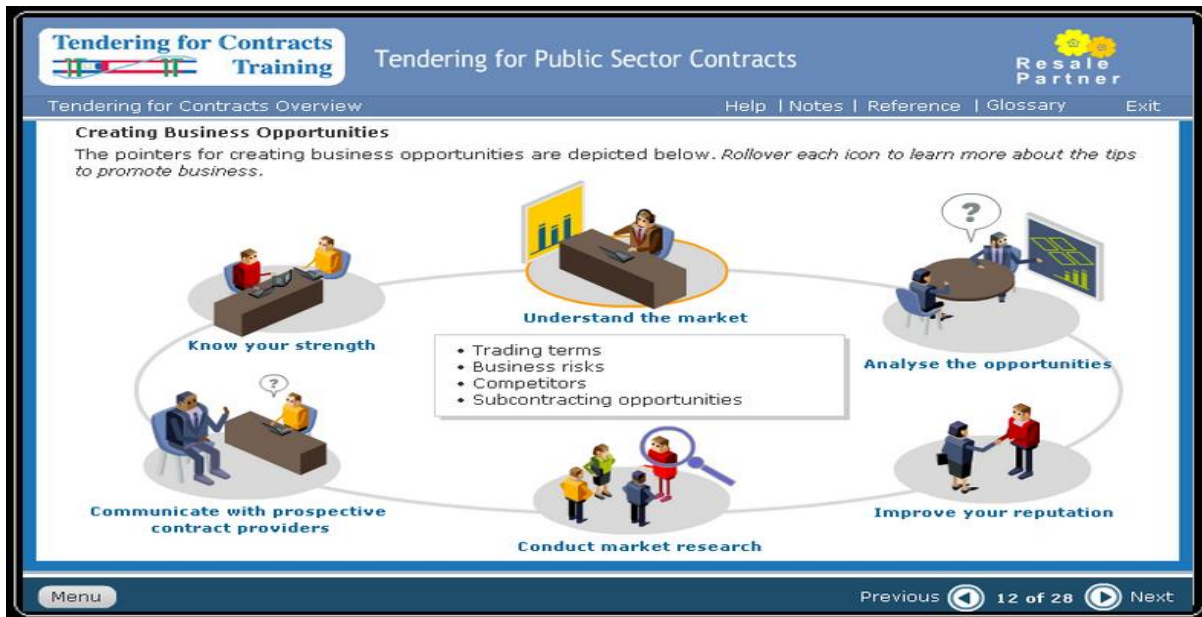 Tendering for Contracts
Training
Tendering for Public Sector Contracts
Resale
Partner
Tendering for Contracts Overview
Help | Notes | Reference | Glossary Exit
Creating Business Opportunities
The pointers for creating business opportunities are depicted below. Rollover each icon to learn more about the tips
to promote business.
?
Understand the market
Know your strength
Analyse the opportunities
• Trading terms
• Business risks
• Competitors
• Subcontracting opportunities
?
Communicate with prospective
contract providers
Improve your reputation
Conduct market research
Menu
Previous 12 of 28 Next